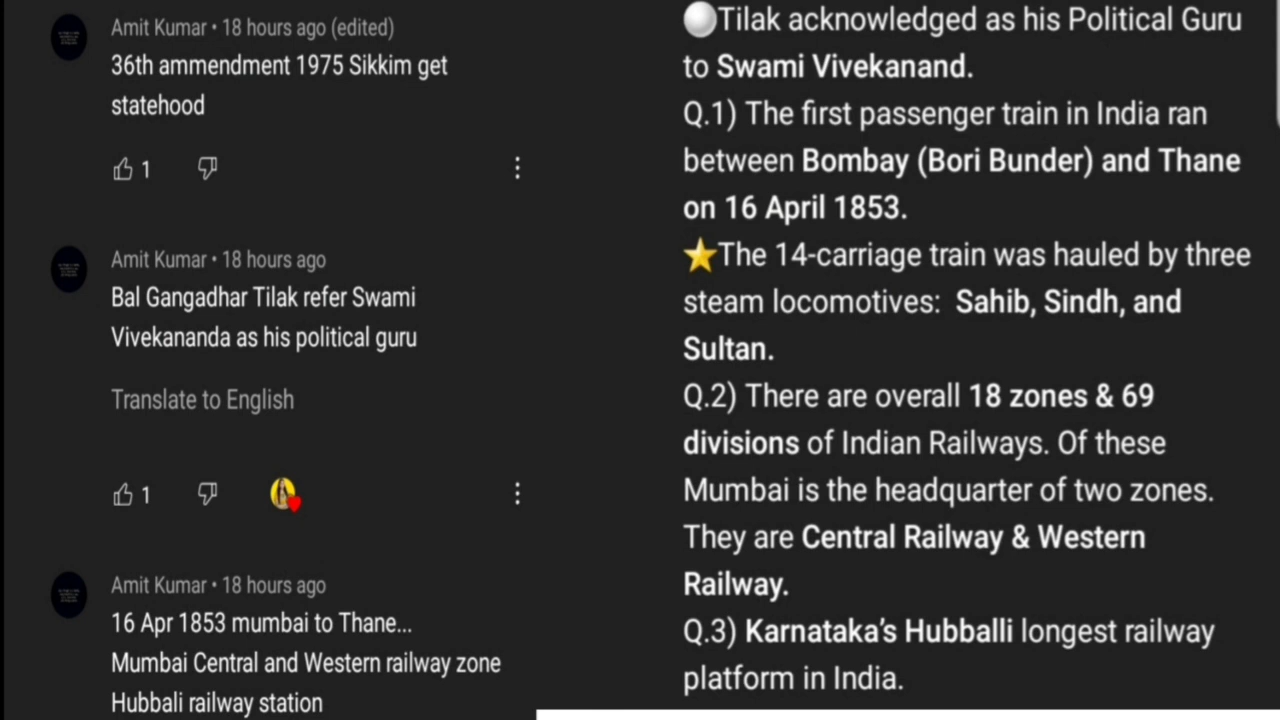 Amit Kumar • 18 hours ago (edited)
36th ammendment 1975 Sikkim get
statehood
1
Amit Kumar • 18 hours ago
Bal Gangadhar Tilak refer Swami
Vivekananda as his political guru
Translate to English
1
Amit Kumar • 18 hours ago
16 Apr 1853 mumbai to Thane...
Mumbai Central and Western railway zone
Hubbali railway station
Tilak acknowledged as his Political Guru
to Swami Vivekanand.
Q.1) The first passenger train in India ran
between Bombay (Bori Bunder) and Thane
on 16 April 1853.
⭐The 14-carriage train was hauled by three
steam locomotives: Sahib, Sindh, and
Sultan.
Q.2) There are overall 18 zones & 69
divisions of Indian Railways. Of these
Mumbai is the headquarter of two zones.
They are Central Railway & Western
Railway.
Q.3) Karnataka's Hubballi longest railway
platform in India.